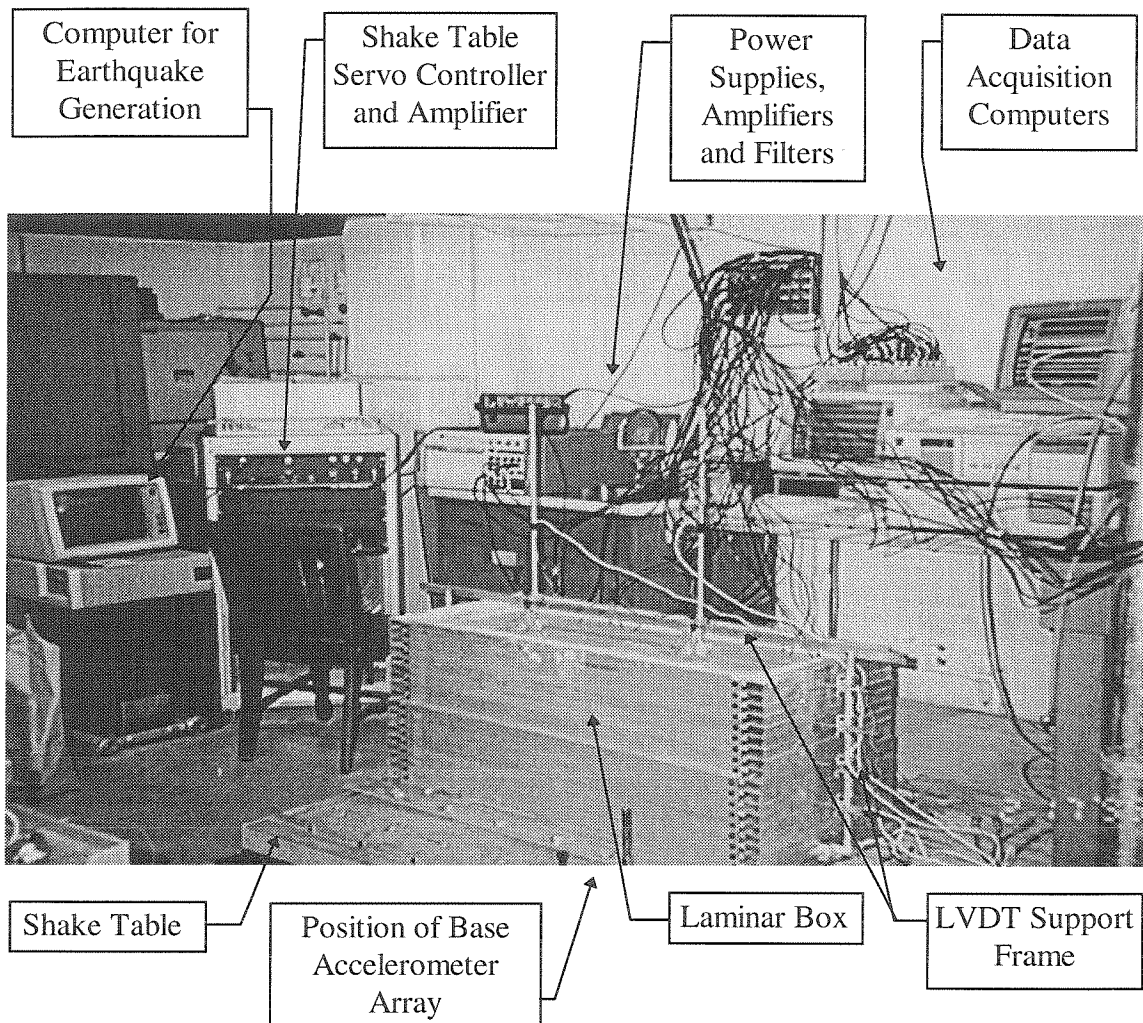 Computer for
Earthquake
Generation
Shake Table
Servo Controller
and Amplifier
Power
Supplies,
Amplifiers
and Filters
Data
Acquisition
Computers
Shake Table
Position of Base
Accelerometer
Array
Laminar Box
LVDT Support
Frame